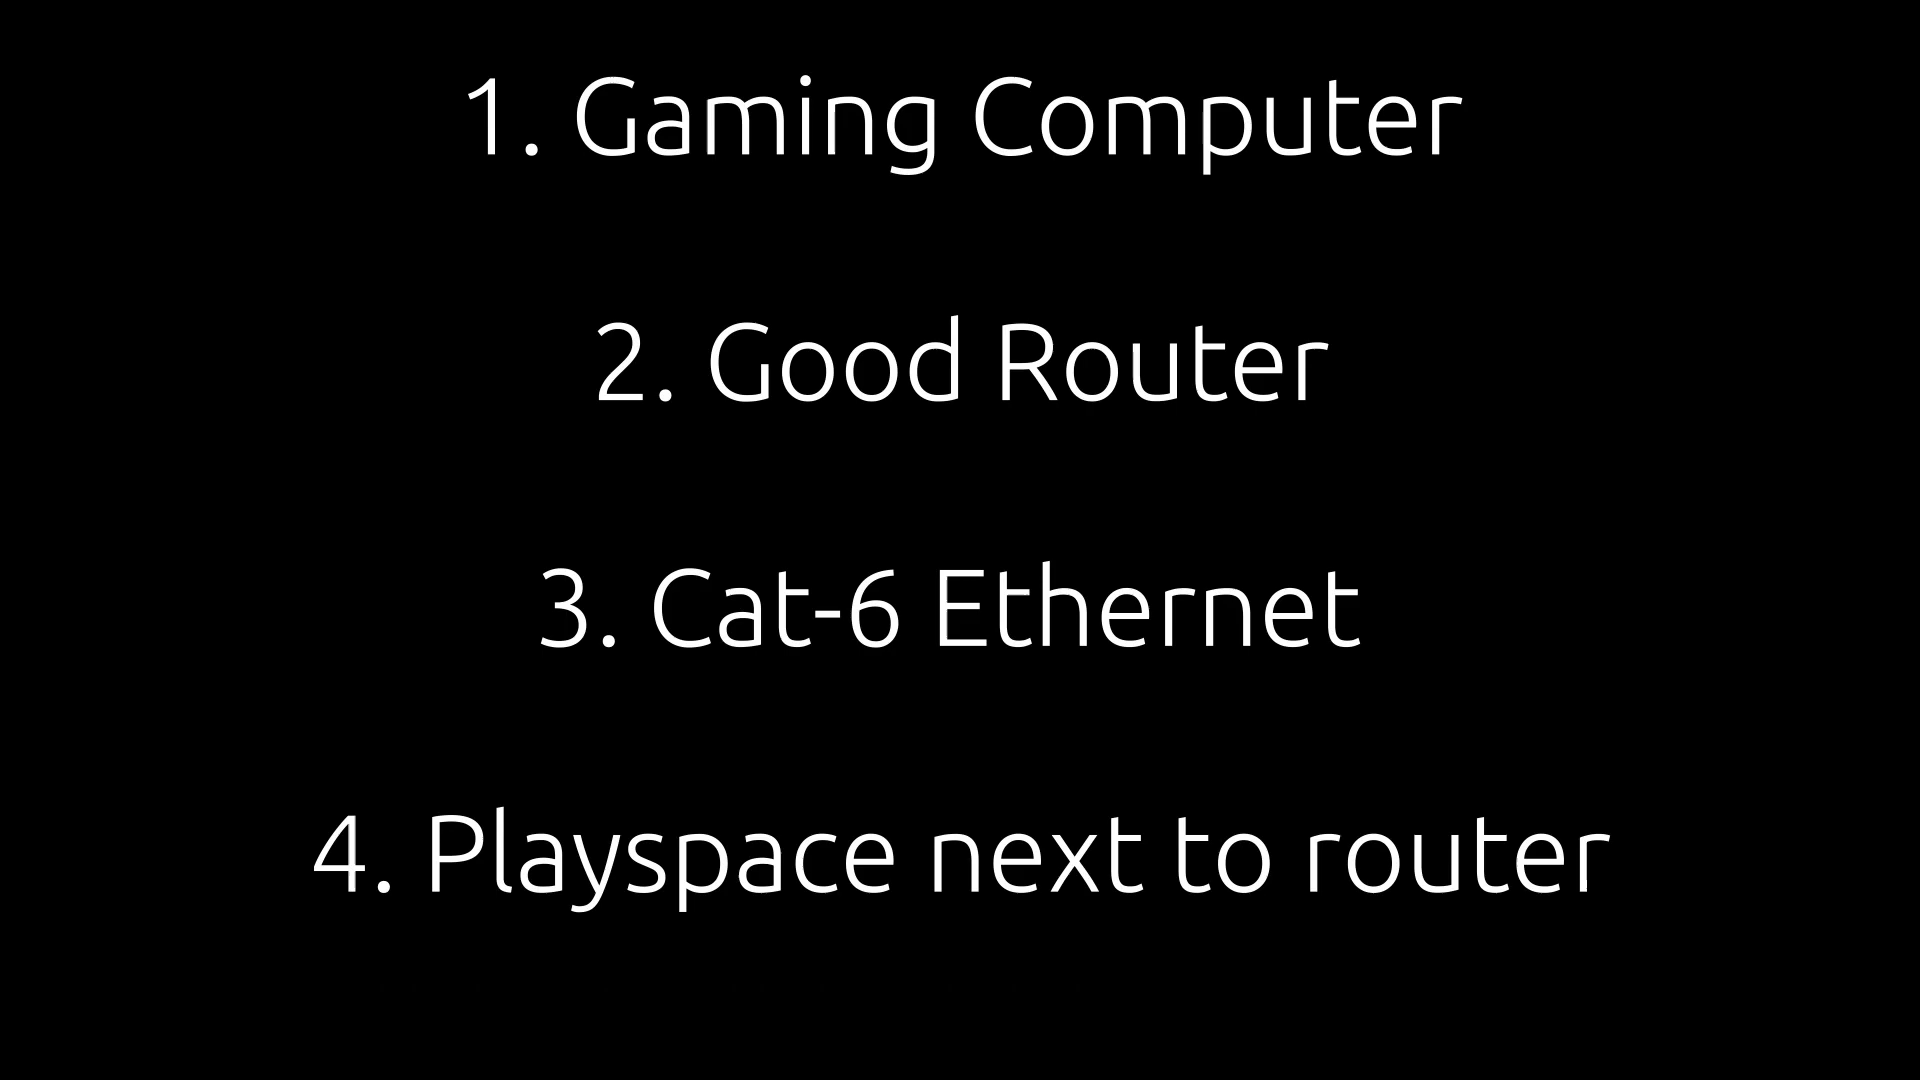 1. Gaming Computer
2. Good Router
3. Cat-6 Ethernet
4. Playspace next to router